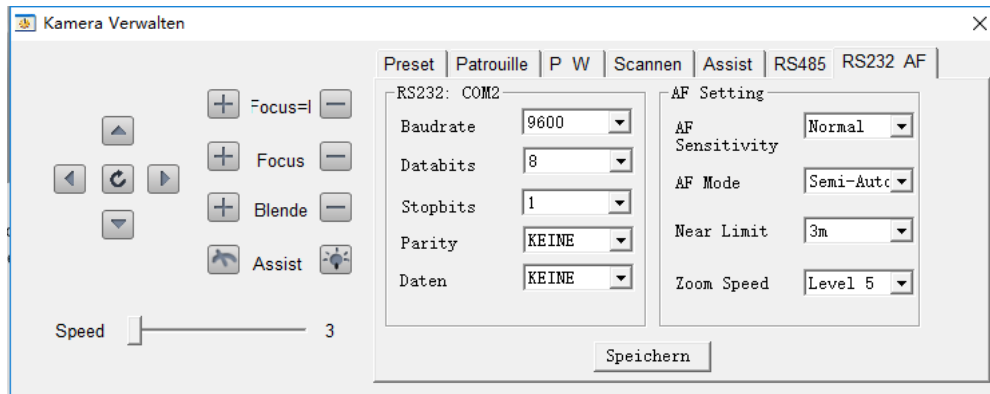 Kamera Verwalten
Preset Patrouille P W Scannen Assist RS485 RS232 AF
Focus=I
Focus
Blende
Assist
Speed 3
RS232: COM2
Baudrate 9600
Databits 8
Stopbits 1
Parity KEINE
Daten KEINE
AF Setting
AF
Sensitivity Normal
AF Mode Semi-Auto
Near Limit 3m
Zoom Speed Level 5
Speichern